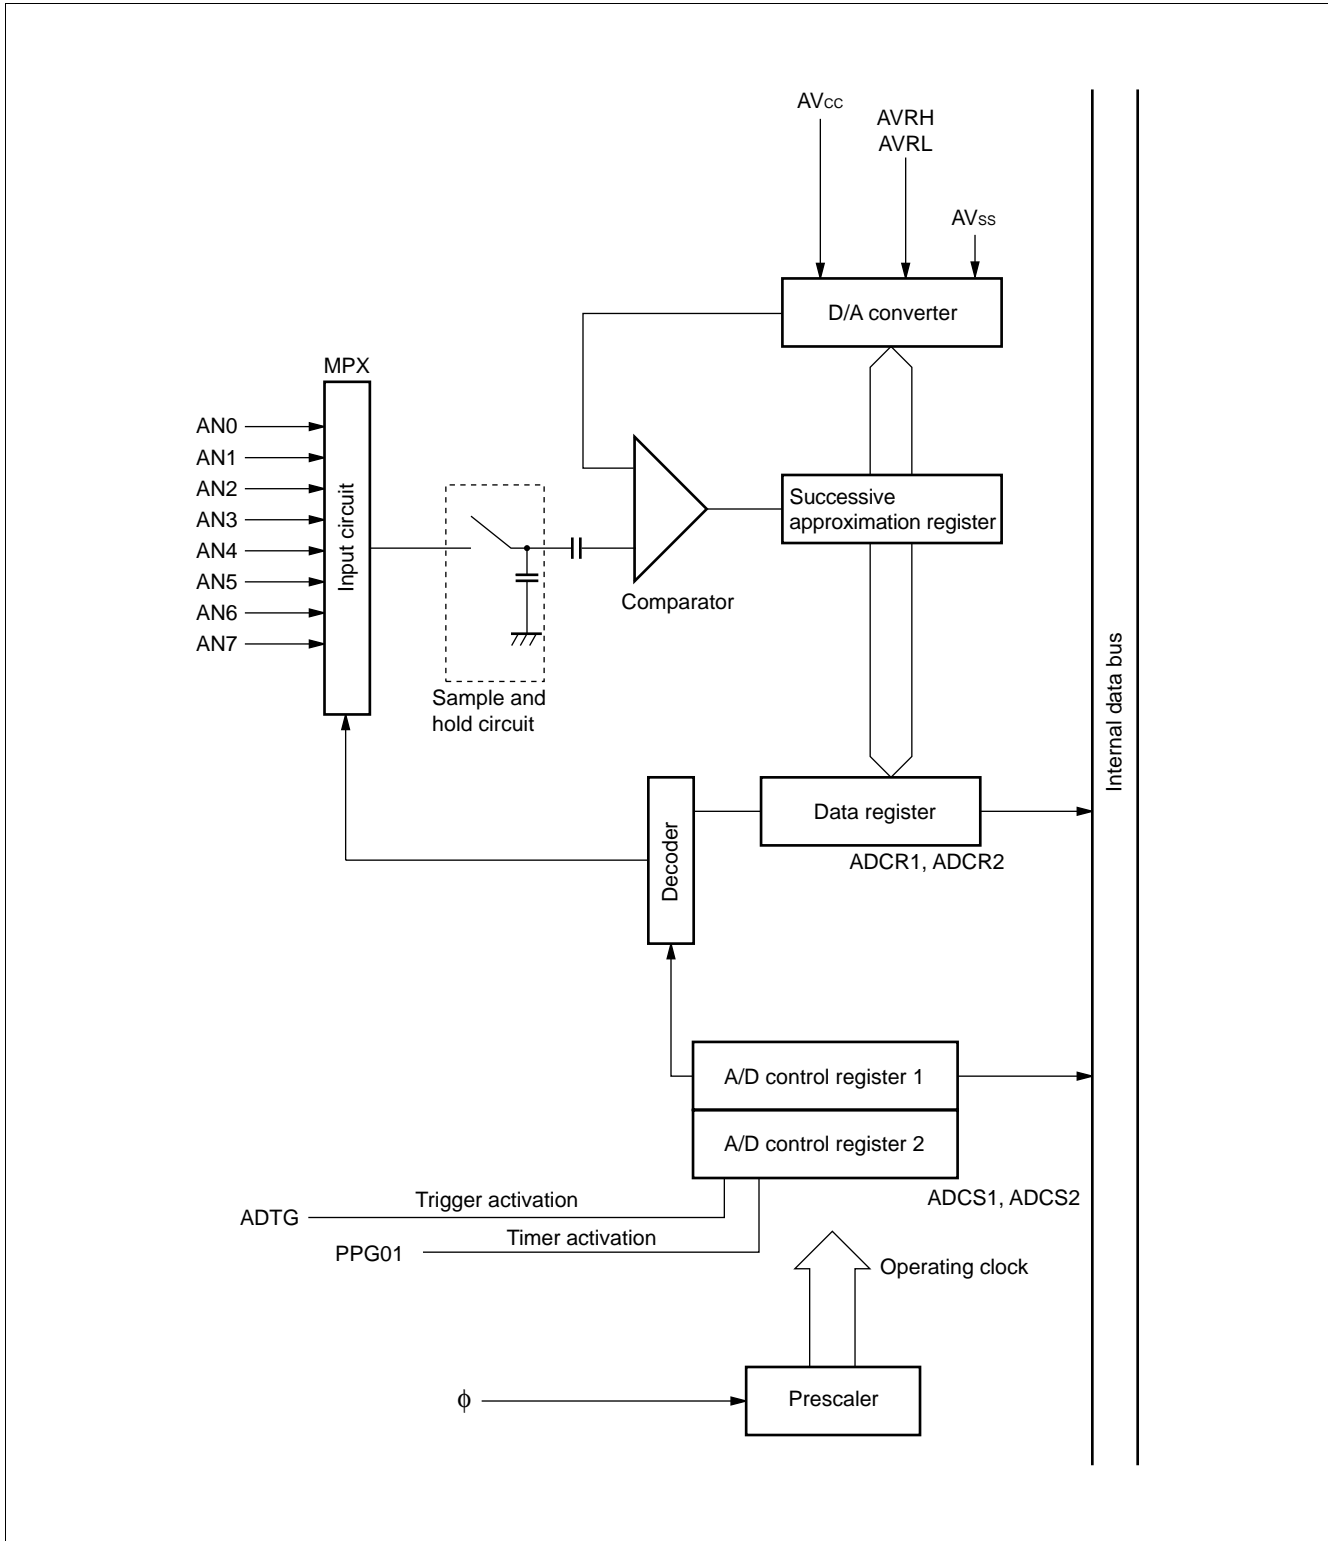 AVCC
AVRH
AVRL
AVSS
D/A converter
MPX
AN0
AN1
AN2
AN3
AN4
AN5
AN6
AN7
Input circuit
Successive
approximation register
Comparator
Sample and
hold circuit
Internal data bus
Decoder
Data register
ADCR1, ADCR2
A/D control register 1
A/D control register 2
ADCS1, ADCS2
Trigger activation
ADTG
Timer activation
PPG01
Operating clock
ϕ
Prescaler